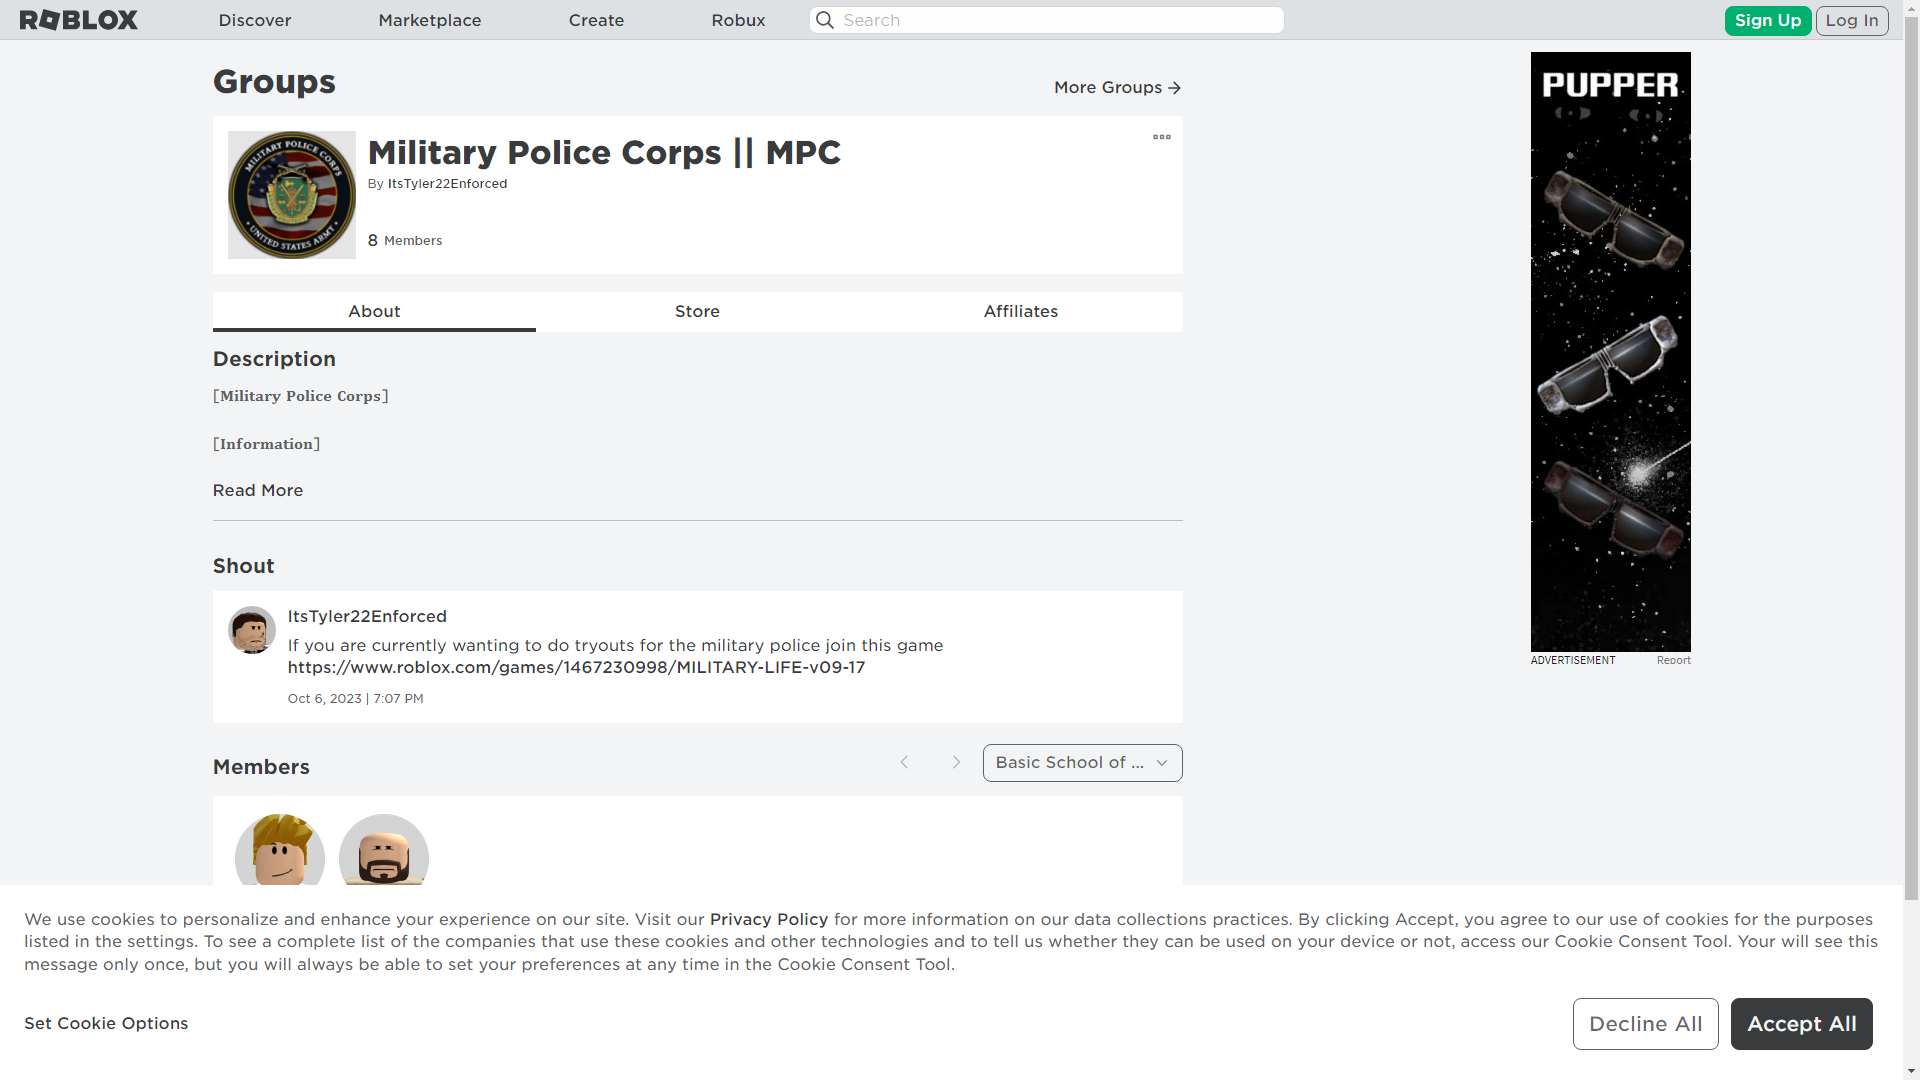 ROBLOX
Discover
Marketplace
Create
Robux
Search
Sign Up
Log In
Groups
More Groups
MILITARY POLICE CORPS
UNITED STATES ARMY
Military Police Corps || MPC
By ItsTyler22Enforced
8 Members
About
Store
Affiliates
Description
[Military Police Corps]
[Information]
Read More
Shout
ItsTyler22Enforced
If you are currently wanting to do tryouts for the military police join this game
https://www.roblox.com/games/1467230998/MILITARY-LIFE-v09-17
Oct 6, 2023 | 7:07 PM
Members
Basic School of ...
PUPPER
ADVERTISEMENT
Report
We use cookies to personalize and enhance your experience on our site. Visit our Privacy Policy for more information on our data collections practices. By clicking Accept, you agree to our use of cookies for the purposes
listed in the settings. To see a complete list of the companies that use these cookies and other technologies and to tell us whether they can be used on your device or not, access our Cookie Consent Tool. Your will see this
message only once, but you will always be able to set your preferences at any time in the Cookie Consent Tool.
Set Cookie Options
Decline All
Accept All